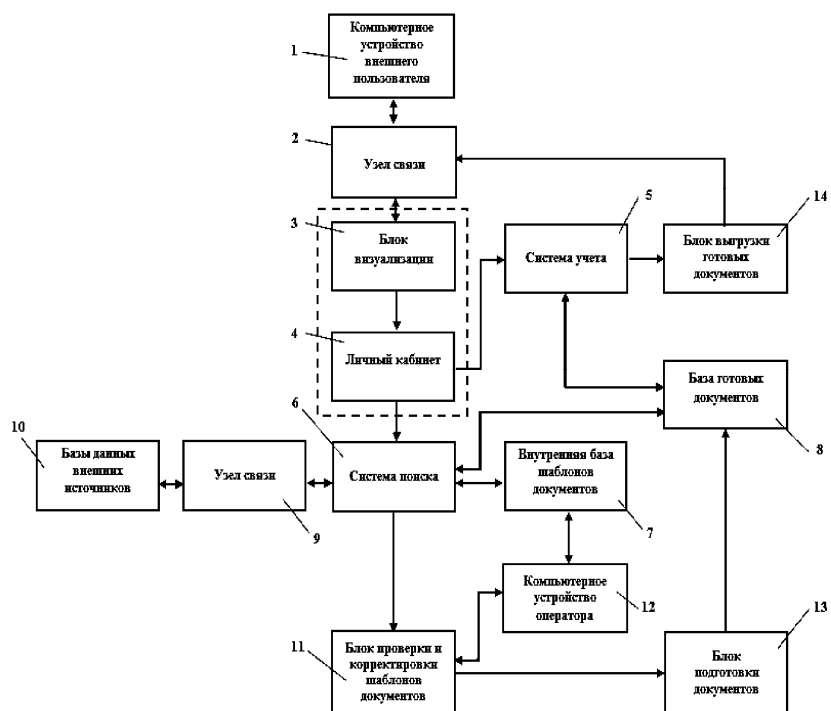 Компьютерное
устройство
внешнего
пользователя
1
2
Узел связи
3
Блок
визуализации
5
Система учета
14
Блок выгрузки
готовых
документов
4
Личный кабинет
База готовых
документов
8
6
10
Базы данных
внешних
источников
Узел связи
9
Система поиска
Внутренняя база
шаблонов
документов
7
Компьютерное
устройство
оператора
12
13
11
Блок проверки и
корректировки
шаблонов
документов
Блок
подготовки
документов